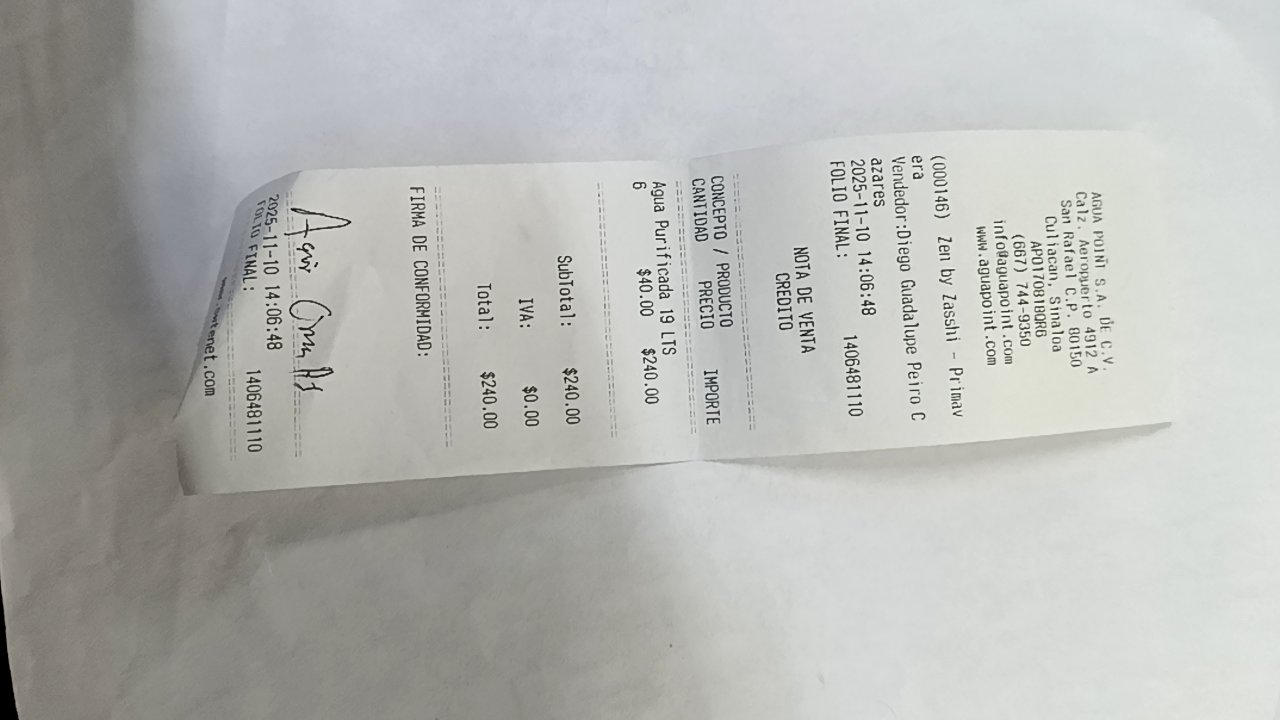 AGUA POINT S.A. DE C.V.
Calz. Aeropuerto 4912 A
San Rafael C.P. 80150
Culiacan, Sinaloa
APO170818QR6
(667) 744-9350
info@aguapoint.com
www.aguapoint.com
(000146) Zen by Zasshi - Primav
era
Vendedor:Diego Guadalupe Peiro C
azares
2025-11-10 14:06:48
FOLIO FINAL: 1406481110
NOTA DE VENTA
CREDITO
CONCEPTO / PRODUCTO
CANTIDAD PRECIO IMPORTE
Agua Purificada 19 LTS
6 $40.00 $240.00
SubTotal: $240.00
IVA: $0.00
Total: $240.00
FIRMA DE CONFORMIDAD:
2025-11-10 14:06:48
FOLIO FINAL: 1406481110